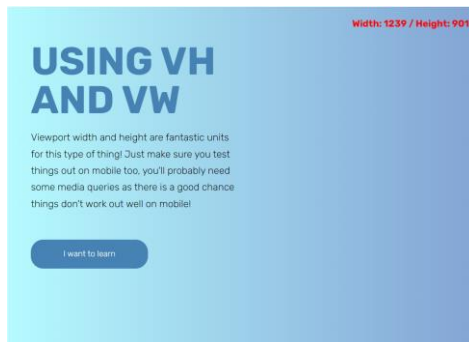 Width: 1239 / Height: 901
USING VH
AND VW
Viewport width and height are fantastic units
for this type of thing! Just make sure you test
things out on mobile too, you'll probably need
some media queries as there is a good chance
things don't work out well on mobile!
I want to learn